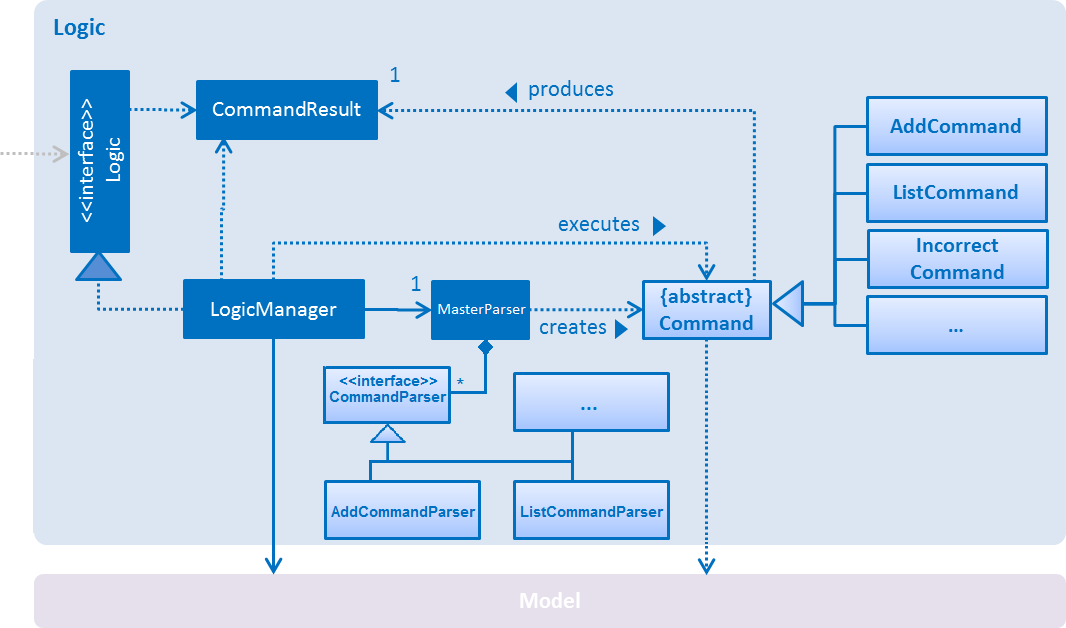 Logic
1
produces
<<interface>>
Logic
CommandResult
AddCommand
ListCommand
executes
Incorrect
Command
1
LogicManager
MasterParser
creates
{abstract}
Command
...
<<interface>>
CommandParser
*
...
AddCommandParser
ListCommandParser
Model